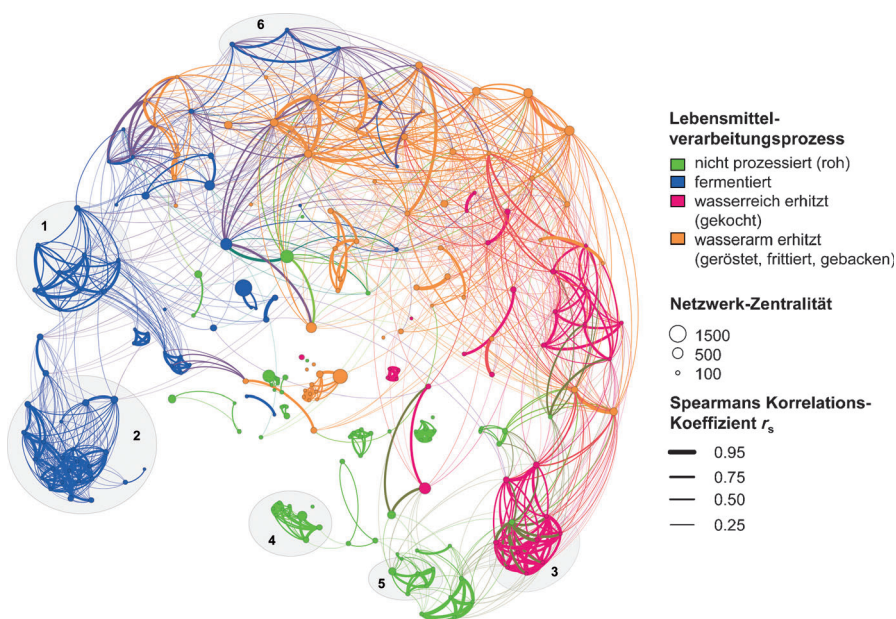 6
1
2
4
5
3
Lebensmittel-
verarbeitungsprozess
nicht prozessiert (roh)
fermentiert
wasserreich erhitzt
(gekocht)
wasserarm erhitzt
(geröstet, frittiert, gebacken)
Netzwerk-Zentralität
1500
500
100
Spearmans Korrelations-
Koeffizient rs
0.95
0.75
0.50
0.25